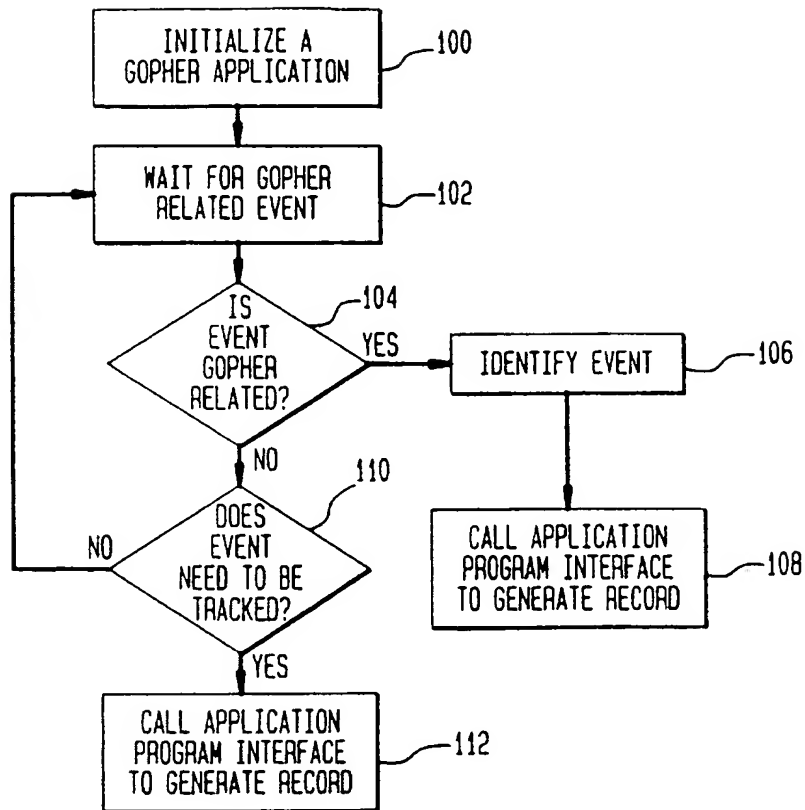 INITIALIZE A
GOPHER APPLICATION
100
WAIT FOR GOPHER
RELATED EVENT
102
IS
EVENT
GOPHER
RELATED?
104
YES
IDENTIFY EVENT
106
NO
CALL APPLICATION
PROGRAM INTERFACE
TO GENERATE RECORD
108
DOES
EVENT
NEED TO BE
TRACKED?
110
NO
YES
CALL APPLICATION
PROGRAM INTERFACE
TO GENERATE RECORD
112